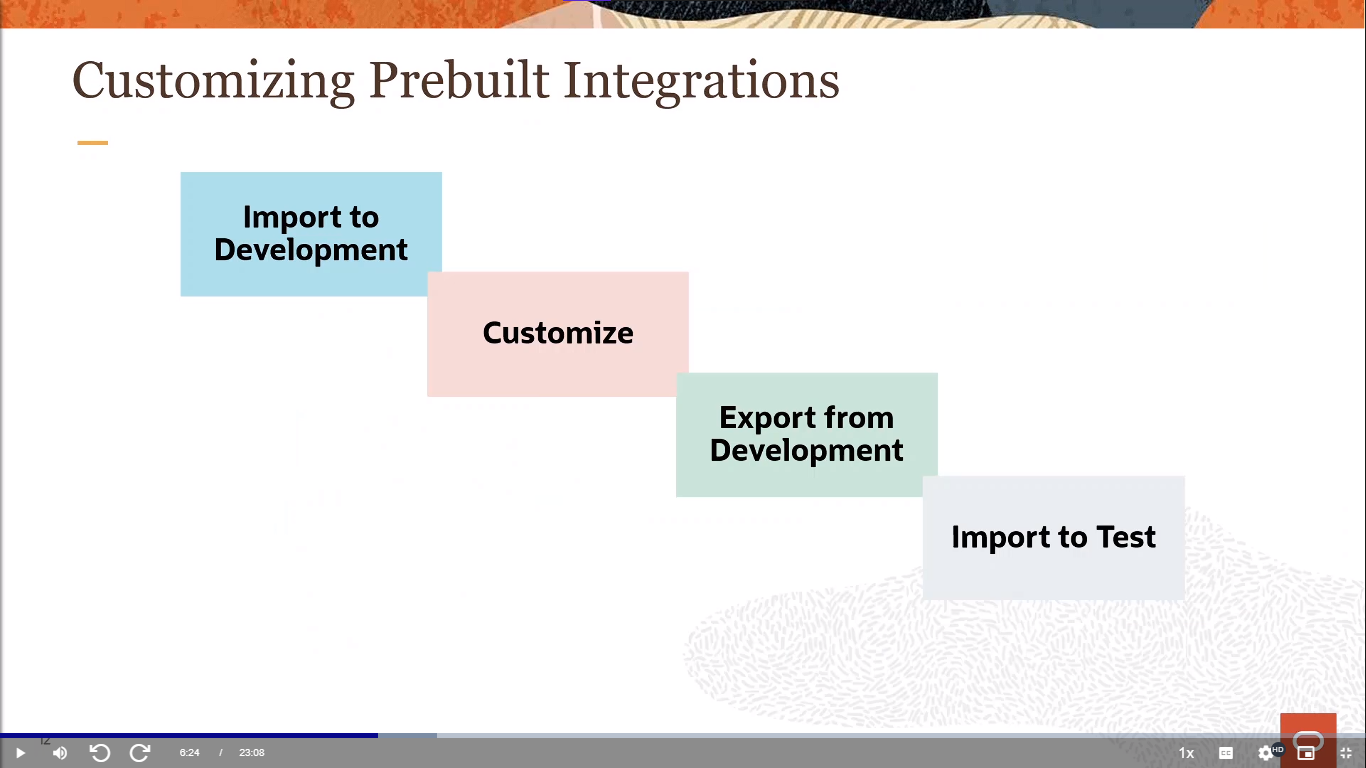 Customizing Prebuilt Integrations
Import to
Development
Customize
Export from
Development
Import to Test
12
6:24 / 23:08
1x
CC
HD